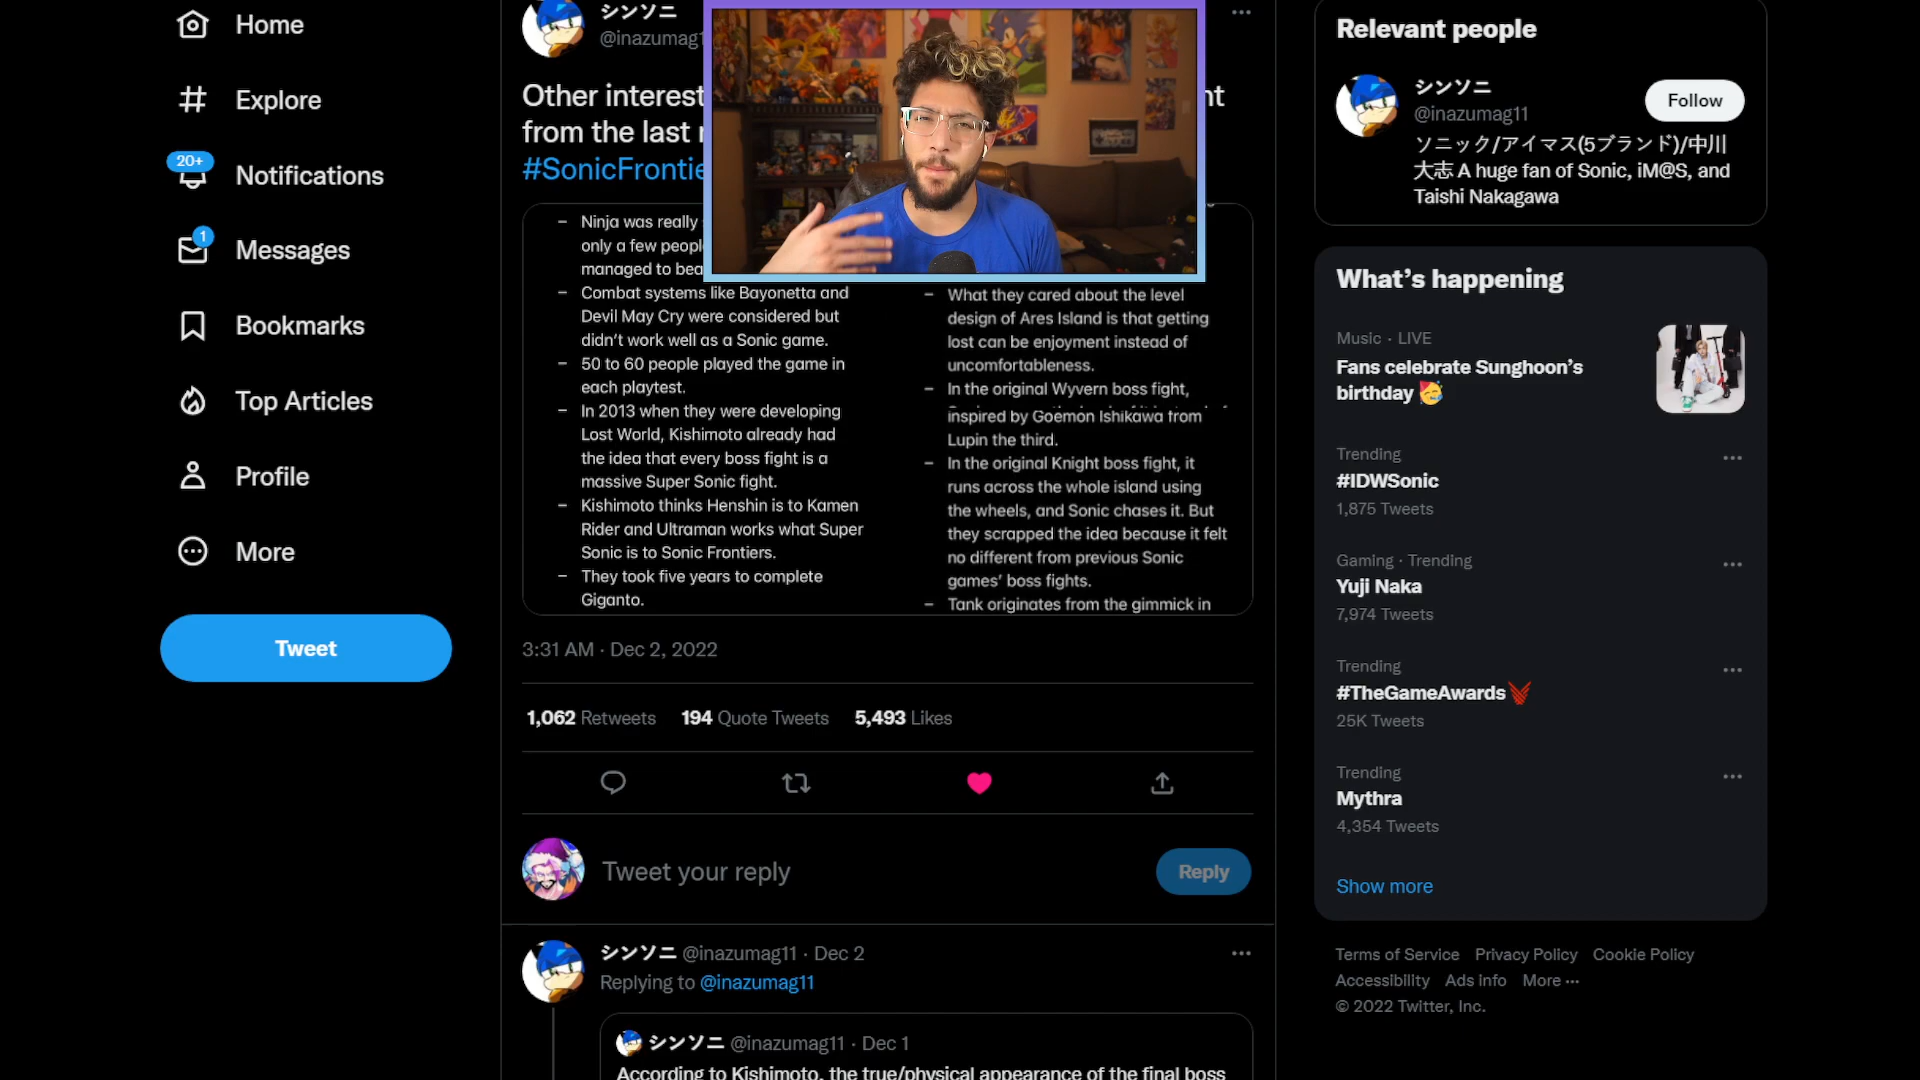 Home
Explore
20+
Notifications
1
Messages
Bookmarks
Top Articles
Profile
More
Tweet
シンソニ
@inazumag1
Other interest
nt
from the last
#SonicFrontie
– Ninja was really
only a few peopl
managed to bea
– Combat systems like Bayonetta and
Devil May Cry were considered but
didn't work well as a Sonic game.
– 50 to 60 people played the game in
each playtest.
– In 2013 when they were developing
Lost World, Kishimoto already had
the idea that every boss fight is a
massive Super Sonic fight.
– Kishimoto thinks Henshin is to Kamen
Rider and Ultraman works what Super
Sonic is to Sonic Frontiers.
– They took five years to complete
Giganto.
– What they cared about the level
design of Ares Island is that getting
lost can be enjoyment instead of
uncomfortableness.
– In the original Wyvern boss fight,
inspired by Goemon Ishikawa from
Lupin the third.
– In the original Knight boss fight, it
runs across the whole island using
the wheels, and Sonic chases it. But
they scrapped the idea because it felt
no different from previous Sonic
games' boss fights.
– Tank originates from the gimmick in
3:31 AM · Dec 2, 2022
1,062 Retweets 194 Quote Tweets 5,493 Likes
Tweet your reply
Reply
シンソニ @inazumag11 · Dec 2
Replying to @inazumag11
シンソニ @inazumag11 · Dec 1
According to Kishimoto, the true/physical appearance of the final boss
Relevant people
シンソニ
@inazumag11
Follow
ソニック/アイマス(5ブランド)/中川
大志 A huge fan of Sonic, iM@S, and
Taishi Nakagawa
What's happening
Music · LIVE
Fans celebrate Sunghoon's
birthday 🥳
Trending
#IDWSonic
1,875 Tweets
Gaming · Trending
Yuji Naka
7,974 Tweets
Trending
#TheGameAwards
25K Tweets
Trending
Mythra
4,354 Tweets
Show more
Terms of Service Privacy Policy Cookie Policy
Accessibility Ads info More ···
© 2022 Twitter, Inc.